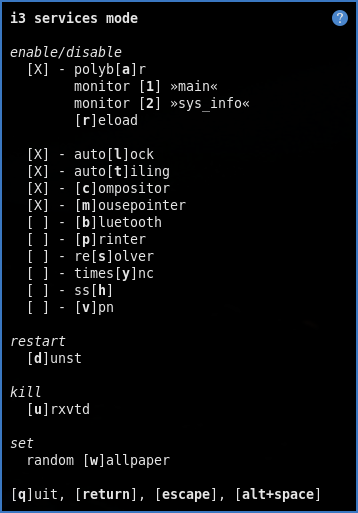 i3 services mode ?
enable/disable
[X] - polyb[a]r
monitor [1] »main«
monitor [2] »sys_info«
[r]eload
[X] - auto[l]ock
[X] - auto[t]iling
[X] - [c]ompositor
[X] - [m]ousepointer
[ ] - [b]luetooth
[ ] - [p]rinter
[ ] - re[s]olver
[ ] - times[y]nc
[ ] - ss[h]
[ ] - [v]pn
restart
[d]unst
kill
[u]rxvtd
set
random [w]allpaper
[q]uit, [return], [escape], [alt+space]